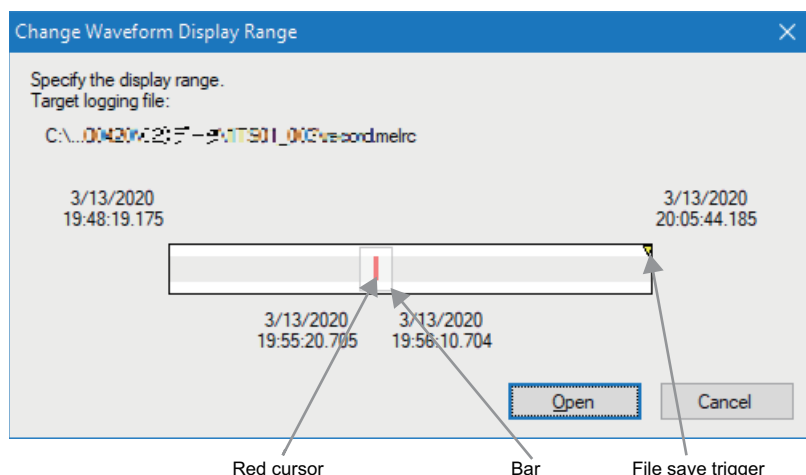 Change Waveform Display Range
Specify the display range.
Target logging file:
C:\...
3/13/2020
19:48:19.175
3/13/2020
20:05:44.185
3/13/2020
19:55:20.705
3/13/2020
19:56:10.704
Open
Cancel
Red cursor
Bar
File save trigger